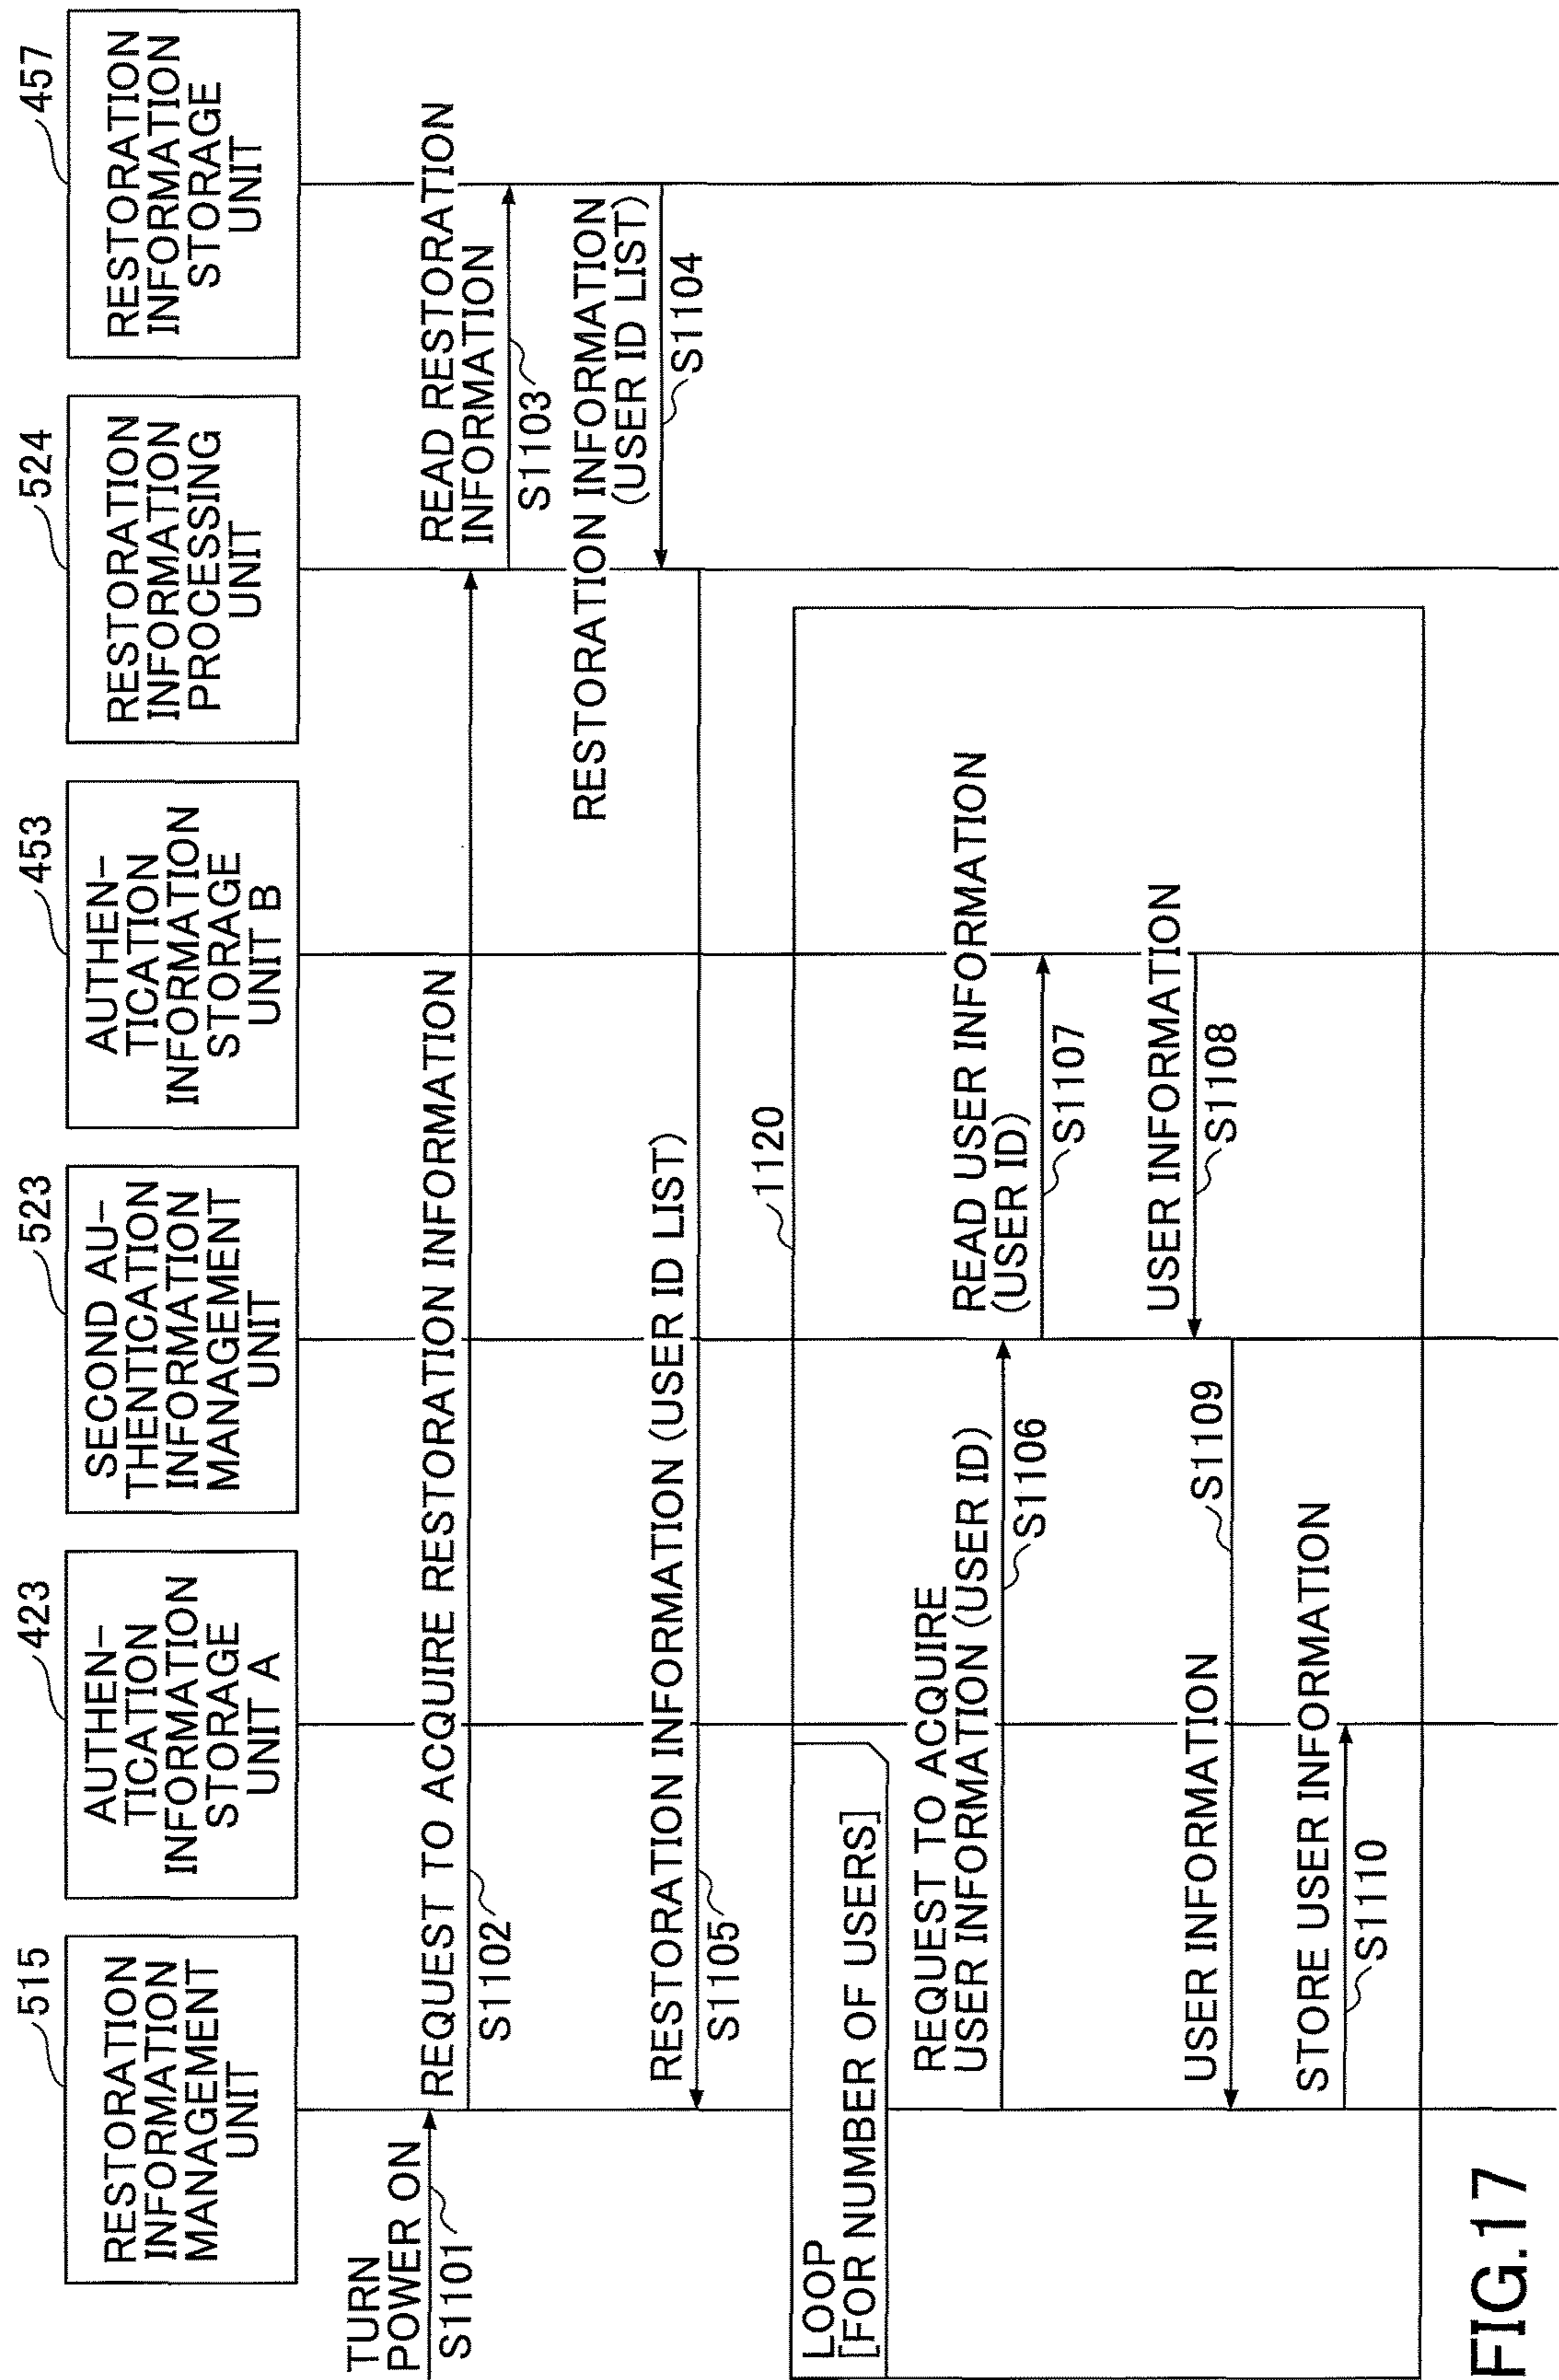 515
RESTORATION
INFORMATION
MANAGEMENT
UNIT
423
AUTHEN-
TICATION
INFORMATION
STORAGE
UNIT A
523
SECOND AU-
THENTICATION
INFORMATION
MANAGEMENT
UNIT
453
AUTHEN-
TICATION
INFORMATION
STORAGE
UNIT B
524
RESTORATION
INFORMATION
PROCESSING
UNIT
457
RESTORATION
INFORMATION
STORAGE
UNIT
TURN
POWER ON
S1101
REQUEST TO ACQUIRE RESTORATION INFORMATION
S1102
READ RESTORATION
INFORMATION
S1103
RESTORATION INFORMATION
(USER ID LIST)
S1104
RESTORATION INFORMATION (USER ID LIST)
S1105
1120
LOOP
[FOR NUMBER OF USERS]
REQUEST TO ACQUIRE
USER INFORMATION (USER ID)
S1106
READ USER INFORMATION
(USER ID)
S1107
USER INFORMATION
S1108
USER INFORMATION
S1109
STORE USER INFORMATION
S1110
FIG.17